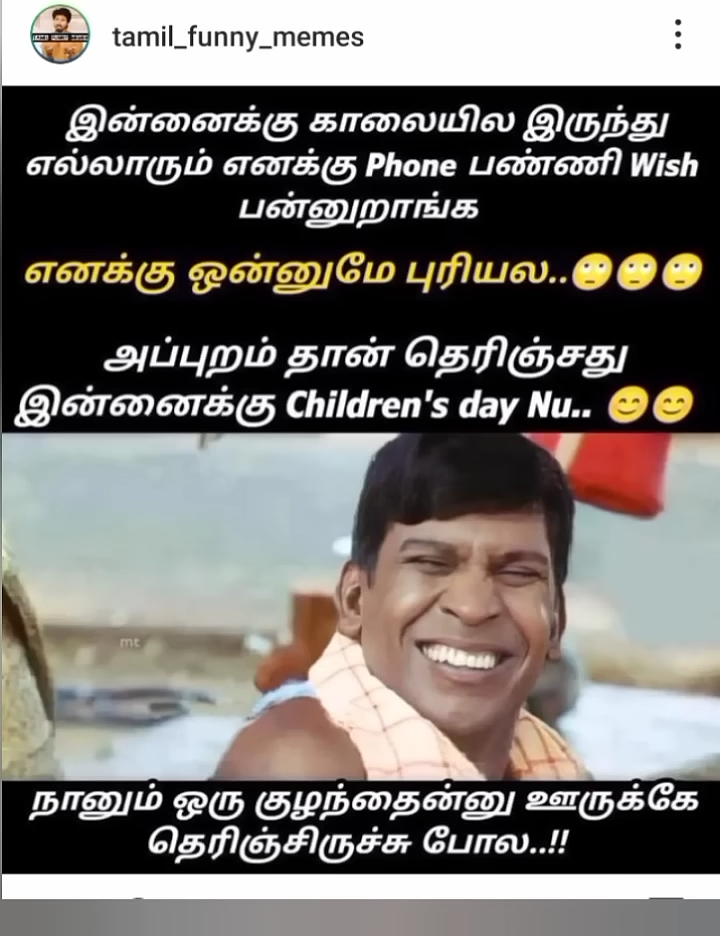 tamil_funny_memes
இன்னைக்கு காலையில இருந்து
எல்லாரும் எனக்கு Phone பண்ணி Wish
பன்னுறாங்க
எனக்கு ஒன்னுமே புரியல..🙄🙄🙄
அப்புறம் தான் தெரிஞ்சது
இன்னைக்கு Children's day Nu.. 😊😊
mt
நானும் ஒரு குழந்தைன்னு ஊருக்கே
தெரிஞ்சிருச்சு போல..!!